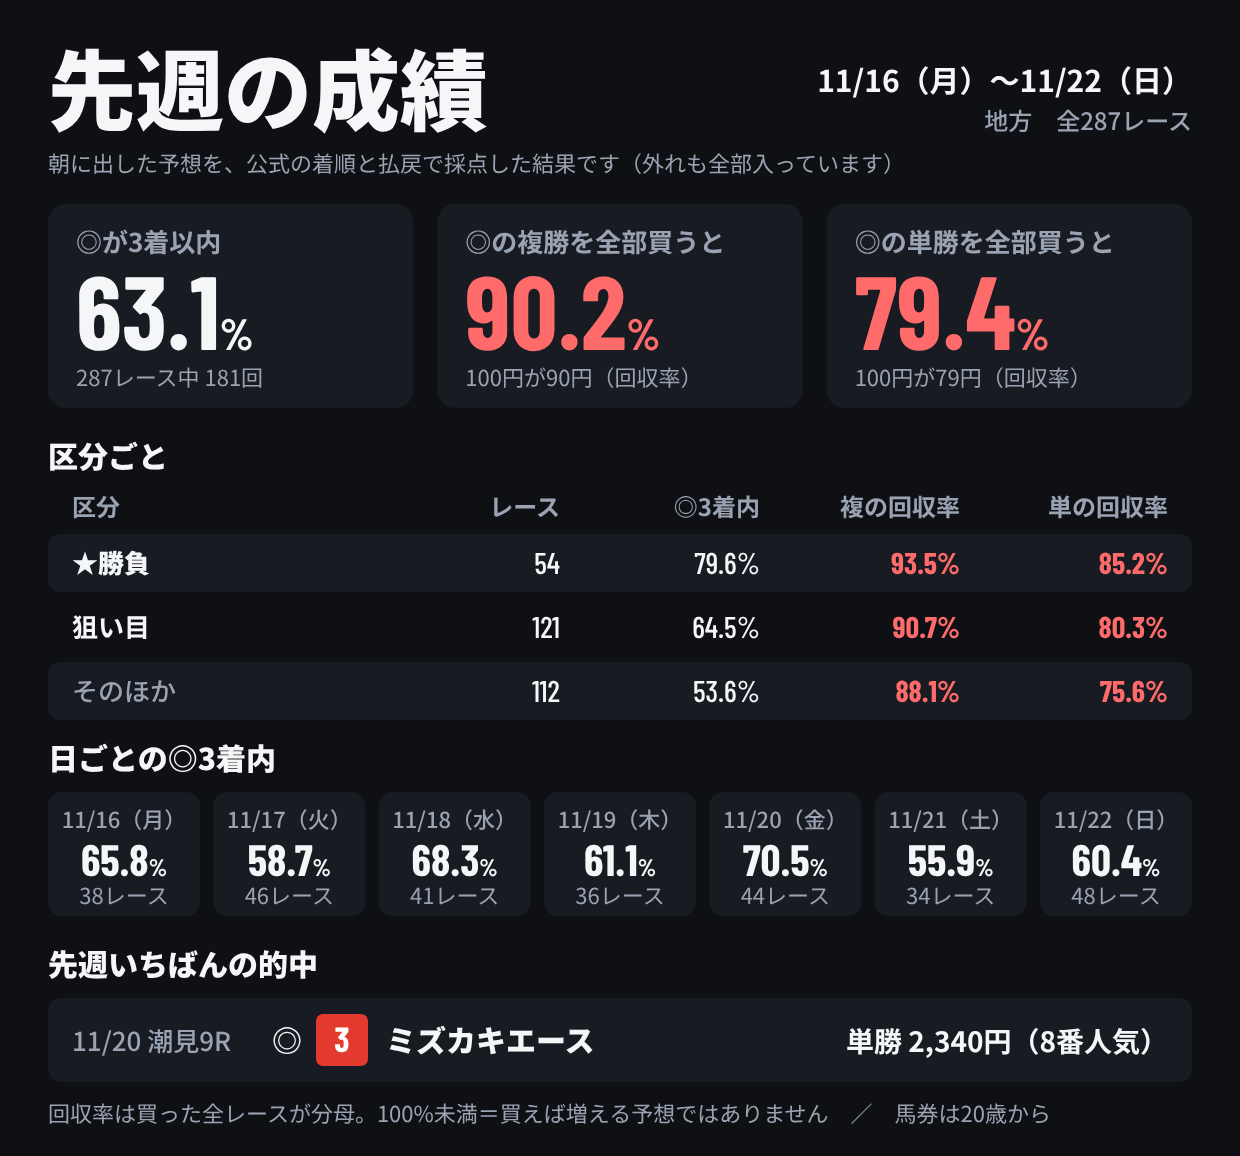 先週の成績
11/16（月）〜11/22（日）
地方　全287レース
朝に出した予想を、公式の着順と払戻で採点した結果です（外れも全部入っています）
◎が3着以内
63.1%
287レース中 181回
◎の複勝を全部買うと
90.2%
100円が90円（回収率）
◎の単勝を全部買うと
79.4%
100円が79円（回収率）
区分ごと
区分 レース ◎3着内 複の回収率 単の回収率
★勝負 54 79.6% 93.5% 85.2%
狙い目 121 64.5% 90.7% 80.3%
そのほか 112 53.6% 88.1% 75.6%
日ごとの◎3着内
11/16（月） 11/17（火） 11/18（水） 11/19（木） 11/20（金） 11/21（土） 11/22（日）
65.8% 58.7% 68.3% 61.1% 70.5% 55.9% 60.4%
38レース 46レース 41レース 36レース 44レース 34レース 48レース
先週いちばんの的中
11/20 潮見9R ◎ 3 ミズカキエース 単勝 2,340円（8番人気）
回収率は買った全レースが分母。100%未満＝買えば増える予想ではありません　／　馬券は20歳から